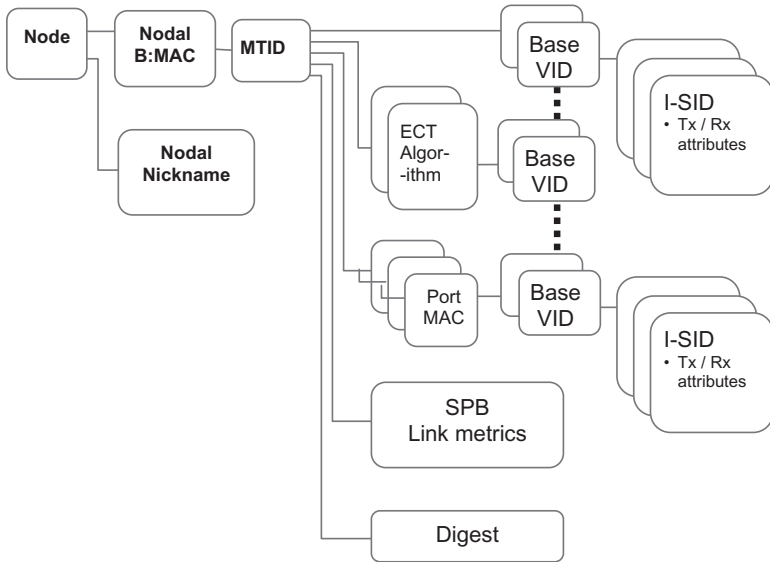 Node
Nodal
B:MAC
MTID
Base
VID
I-SID
• Tx / Rx
attributes
Nodal
Nickname
ECT
Algor-
-ithm
Base
VID
Port
MAC
Base
VID
I-SID
• Tx / Rx
attributes
SPB
Link metrics
Digest